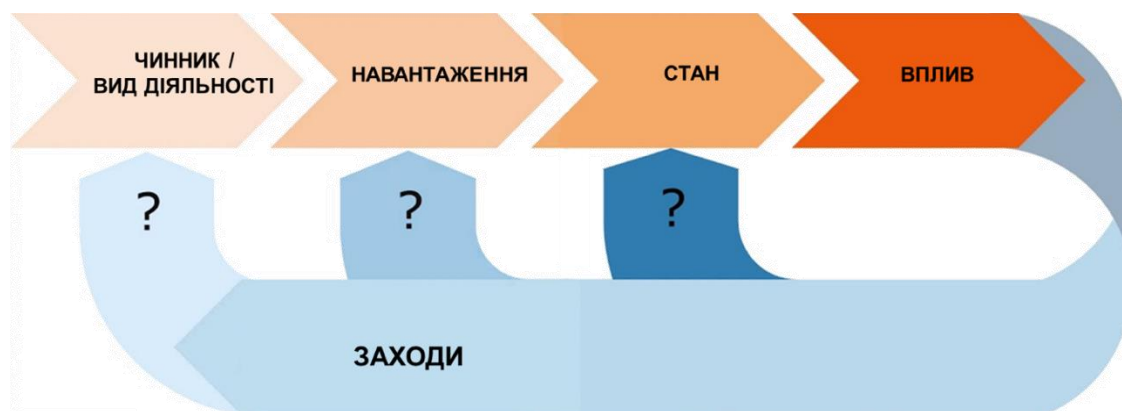 ЧИННИК /
ВИД ДІЯЛЬНОСТІ
НАВАНТАЖЕННЯ
СТАН
ВПЛИВ
?
?
?
ЗАХОДИ